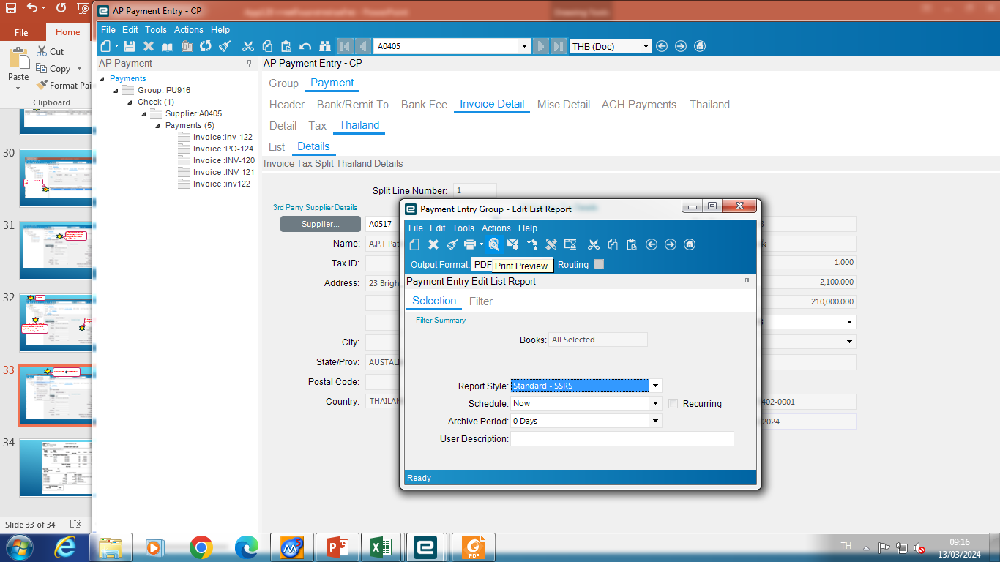 AP Payment Entry - CP
File
Home
Cut
Copy
Format Pai
Paste
Clipboard
30
31
32
33
34
Slide 33 of 34
File Edit Tools Actions Help
A0405
THB (Doc)
AP Payment
Payments
Group: PU916
Check (1)
Supplier:A0405
Payments (5)
Invoice :inv-122
Invoice :PO-124
Invoice :INV-120
Invoice :INV-121
Invoice :inv122
AP Payment Entry - CP
Group Payment
Header Bank/Remit To Bank Fee Invoice Detail Misc Detail ACH Payments Thailand
Detail Tax Thailand
List Details
Invoice Tax Split Thailand Details
Split Line Number: 1
3rd Party Supplier Details
Supplier... A0517
Name: A.P.T Pat
Tax ID:
1.000
Address: 23 Brigh
2,100.000
-
210,000.000
City:
State/Prov: AUSTALI
Postal Code:
Country: THAILAN
402-0001
2024
Payment Entry Group - Edit List Report
File Edit Tools Actions Help
Output Format: PDF Print Preview Routing
Payment Entry Edit List Report
Selection Filter
Filter Summary
Books: All Selected
Report Style: Standard - SSRS
Schedule: Now
Recurring
Archive Period: 0 Days
User Description:
Ready
PDF
TH
09:16
13/03/2024